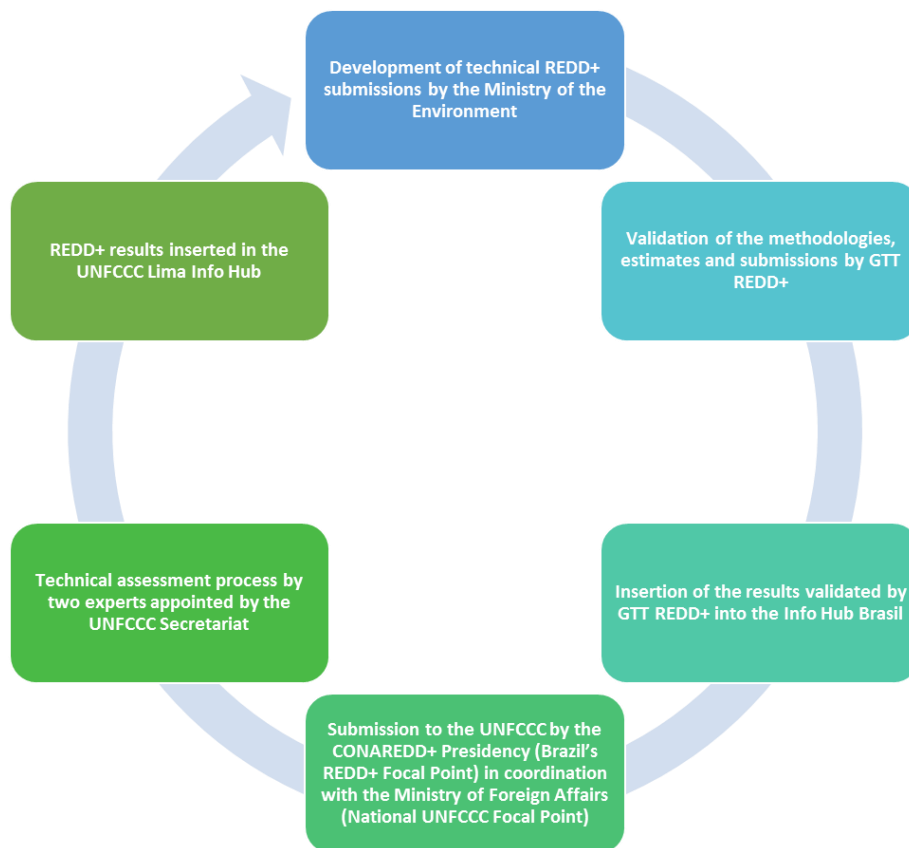 Development of technical REDD+
submissions by the Ministry of the
Environment
Validation of the methodologies,
estimates and submissions by GTT
REDD+
Insertion of the results validated by
GTT REDD+ into the Info Hub Brasil
Submission to the UNFCCC by the
CONAREDD+ Presidency (Brazil's
REDD+ Focal Point) in coordination
with the Ministry of Foreign Affairs
(National UNFCCC Focal Point)
Technical assessment process by
two experts appointed by the
UNFCCC Secretariat
REDD+ results inserted in the
UNFCCC Lima Info Hub